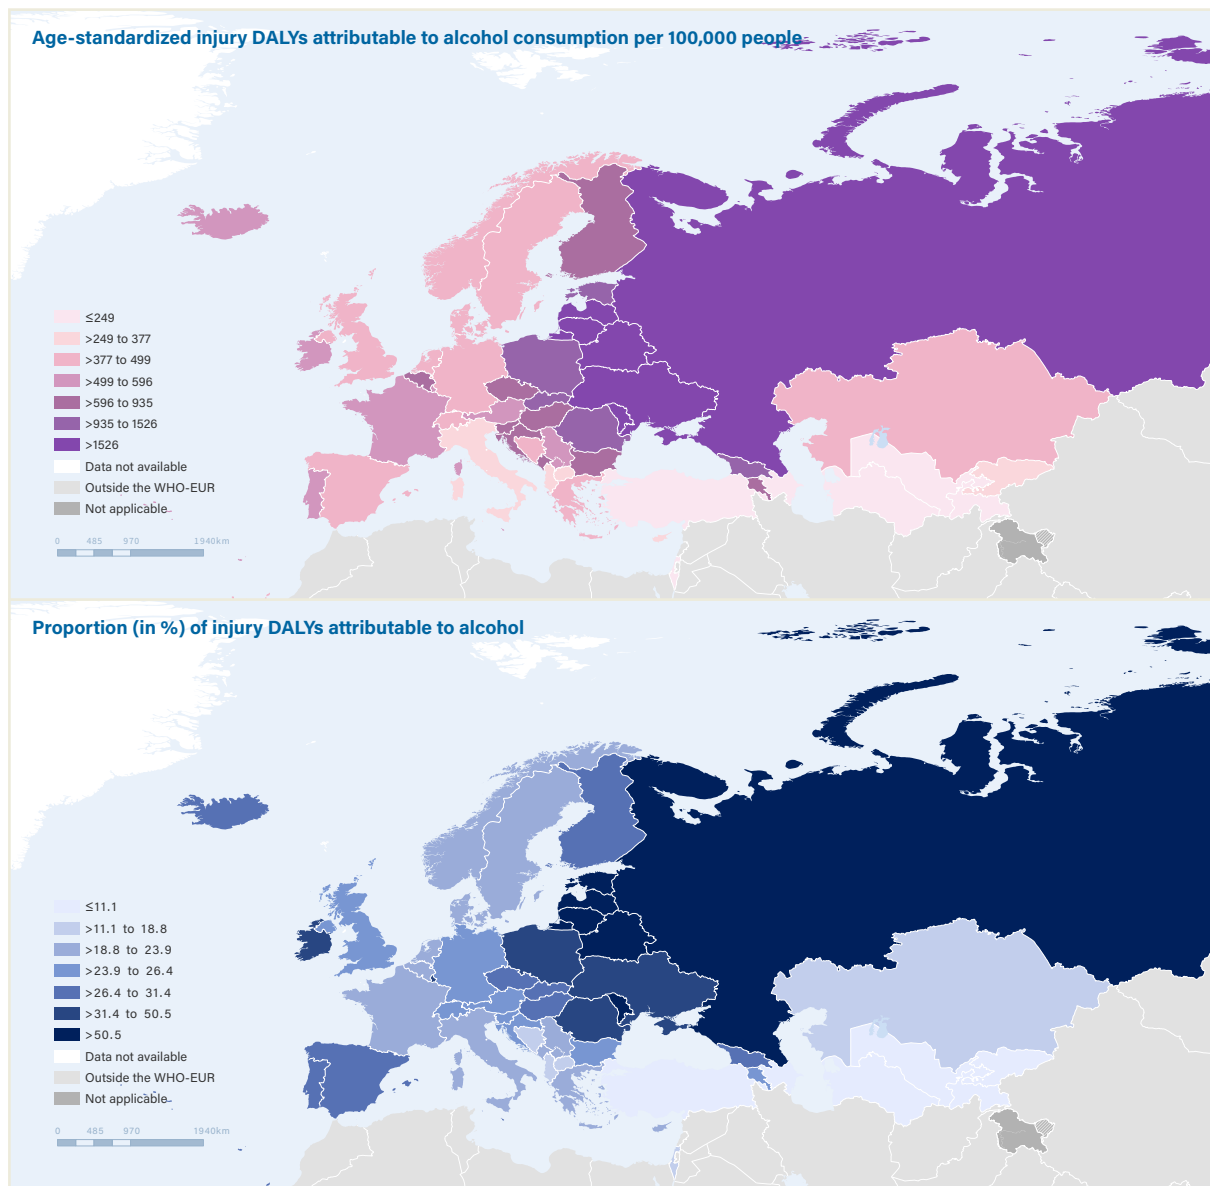 Age-standardized injury DALYs attributable to alcohol consumption per 100,000 people
≤249
>249 to 377
>377 to 499
>499 to 596
>596 to 935
>935 to 1526
>1526
Data not available
Outside the WHO-EUR
Not applicable
0 485 970 1940km
Proportion (in %) of injury DALYs attributable to alcohol
≤11.1
>11.1 to 18.8
>18.8 to 23.9
>23.9 to 26.4
>26.4 to 31.4
>31.4 to 50.5
>50.5
Data not available
Outside the WHO-EUR
Not applicable
0 485 970 1940km